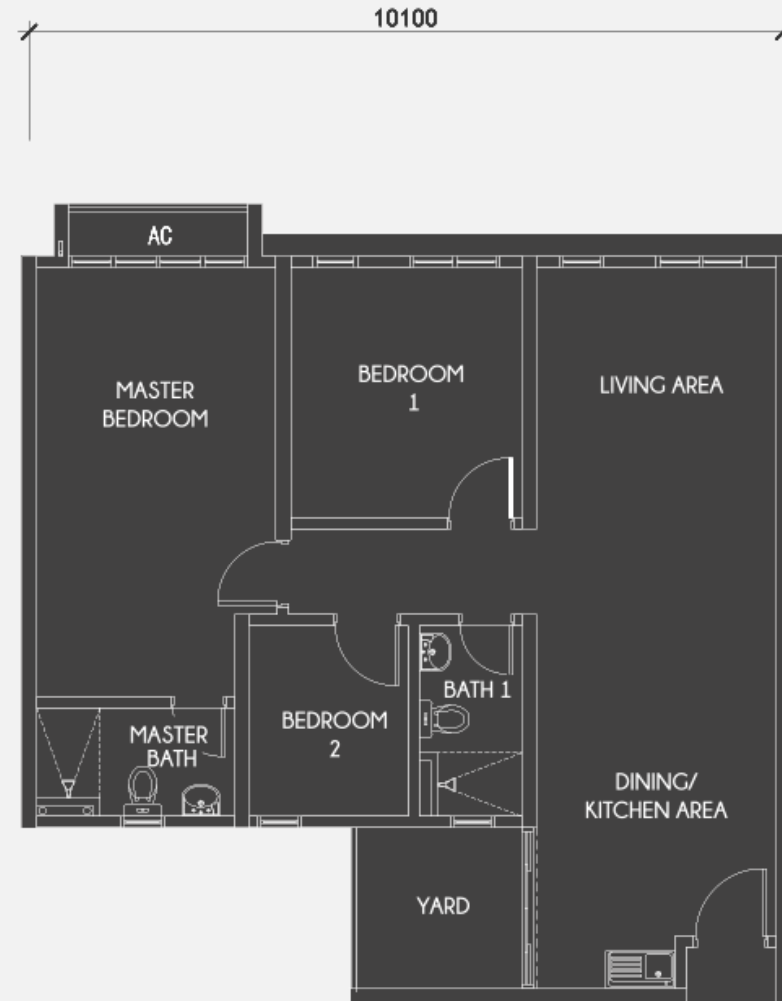 10100
AC
MASTER
BEDROOM
BEDROOM
1
LIVING AREA
BEDROOM
2
BATH 1
MASTER
BATH
DINING/
KITCHEN AREA
YARD